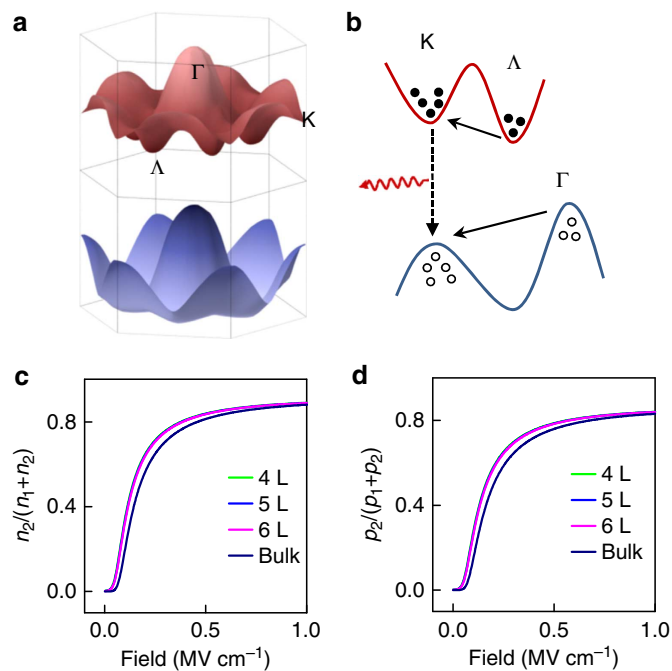 a
Γ
K
Λ
b
K
Λ
Γ
c
n2/(n1+n2)
0.8
0.4
0.0
4 L
5 L
6 L
Bulk
0.0 0.5 1.0
Field (MV cm⁻¹)
d
p2/(p1+p2)
0.8
0.4
0.0
4 L
5 L
6 L
Bulk
0.0 0.5 1.0
Field (MV cm⁻¹)